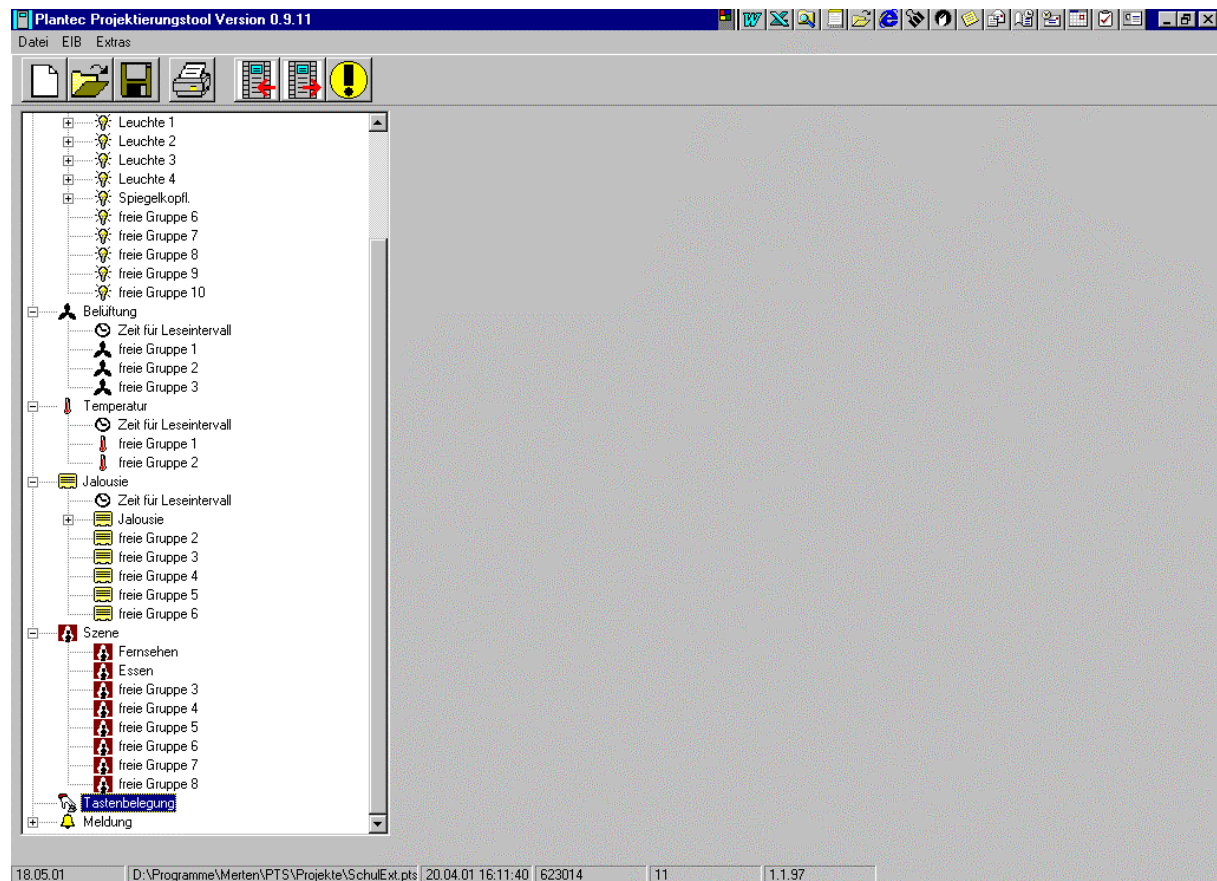 Plantec Projektierungstool Version 0.9.11
Datei EIB Extras
Leuchte 1
Leuchte 2
Leuchte 3
Leuchte 4
Spiegelkopfl.
freie Gruppe 6
freie Gruppe 7
freie Gruppe 8
freie Gruppe 9
freie Gruppe 10
Belüftung
Zeit für Leseintervall
freie Gruppe 1
freie Gruppe 2
freie Gruppe 3
Temperatur
Zeit für Leseintervall
freie Gruppe 1
freie Gruppe 2
Jalousie
Zeit für Leseintervall
Jalousie
freie Gruppe 2
freie Gruppe 3
freie Gruppe 4
freie Gruppe 5
freie Gruppe 6
Szene
Fernsehen
Essen
freie Gruppe 3
freie Gruppe 4
freie Gruppe 5
freie Gruppe 6
freie Gruppe 7
freie Gruppe 8
Tastenbelegung
Meldung
18.05.01 D:\Programme\Merten\PTS\Projekte\SchulExt.pts 20.04.01 16:11:40 623014 11 1.1.97